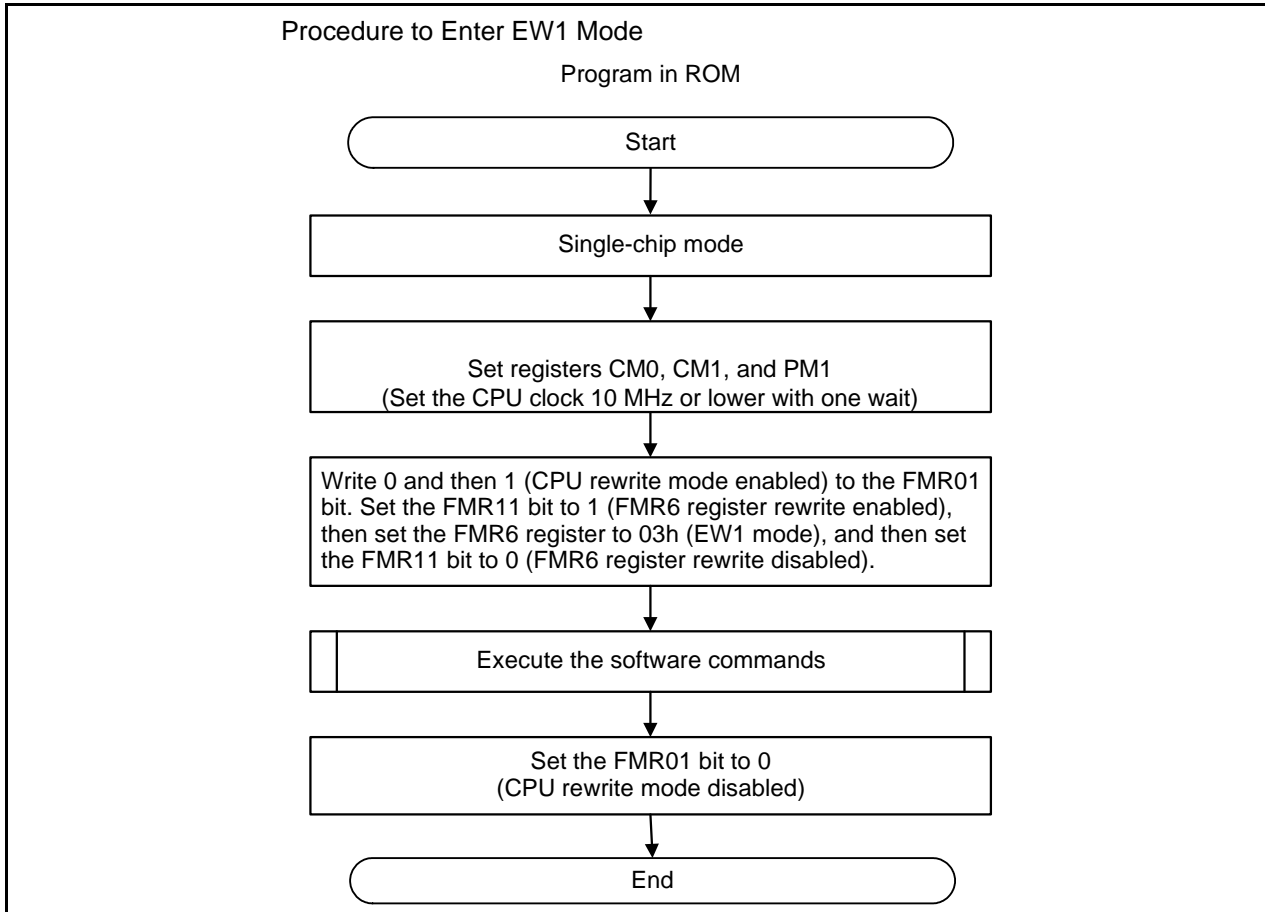 Procedure to Enter EW1 Mode
Program in ROM
Start
Single-chip mode
Set registers CM0, CM1, and PM1
(Set the CPU clock 10 MHz or lower with one wait)
Write 0 and then 1 (CPU rewrite mode enabled) to the FMR01
bit. Set the FMR11 bit to 1 (FMR6 register rewrite enabled),
then set the FMR6 register to 03h (EW1 mode), and then set
the FMR11 bit to 0 (FMR6 register rewrite disabled).
Execute the software commands
Set the FMR01 bit to 0
(CPU rewrite mode disabled)
End